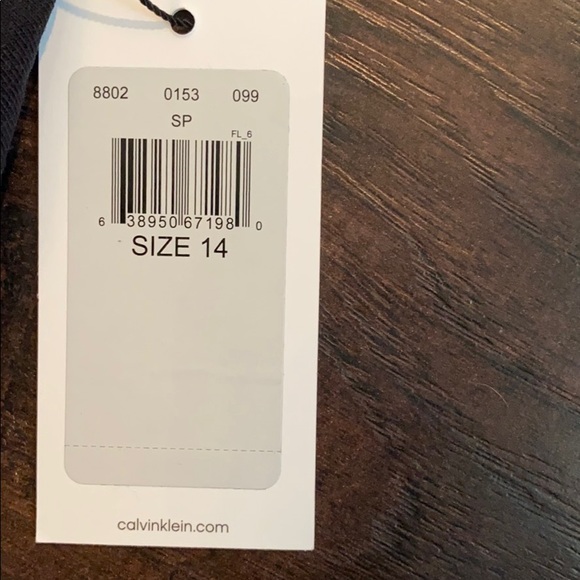 8802 0153 099
SP
FL_6
6 38950 67198 0
SIZE 14
calvinklein.com